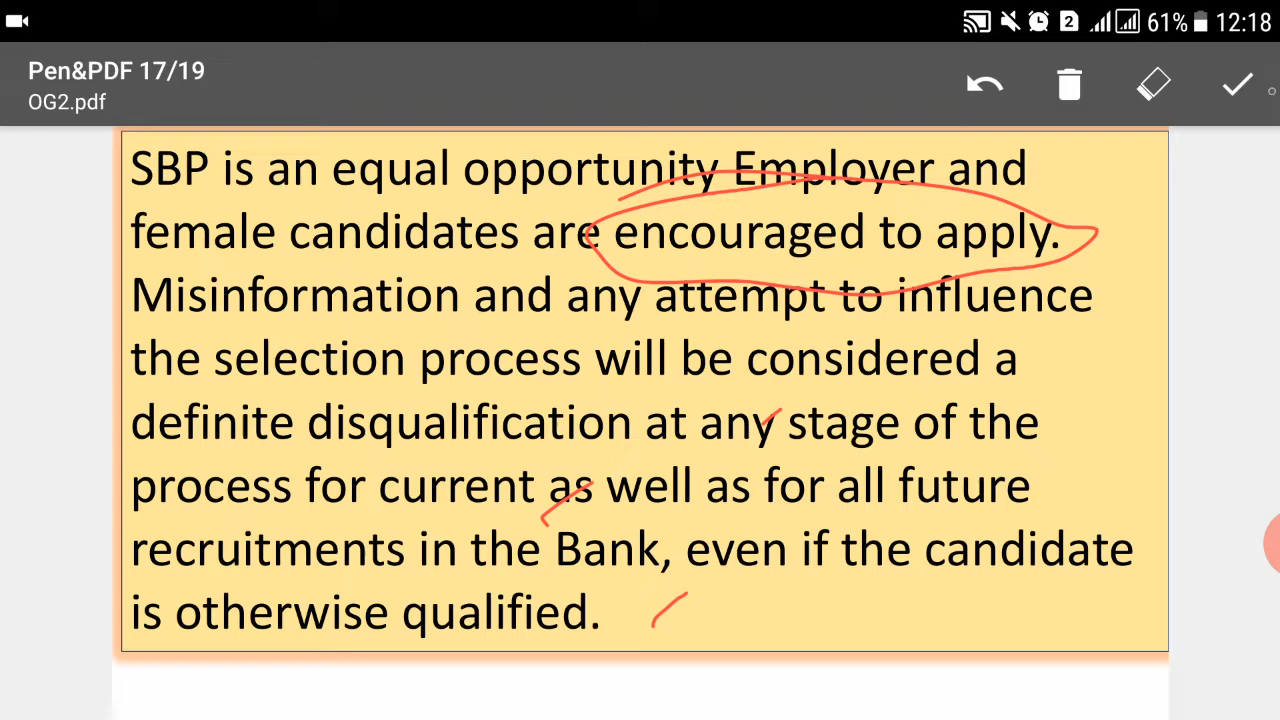 61% 12:18
Pen&PDF 17/19
OG2.pdf
SBP is an equal opportunity Employer and
female candidates are encouraged to apply.
Misinformation and any attempt to influence
the selection process will be considered a
definite disqualification at any stage of the
process for current as well as for all future
recruitments in the Bank, even if the candidate
is otherwise qualified.